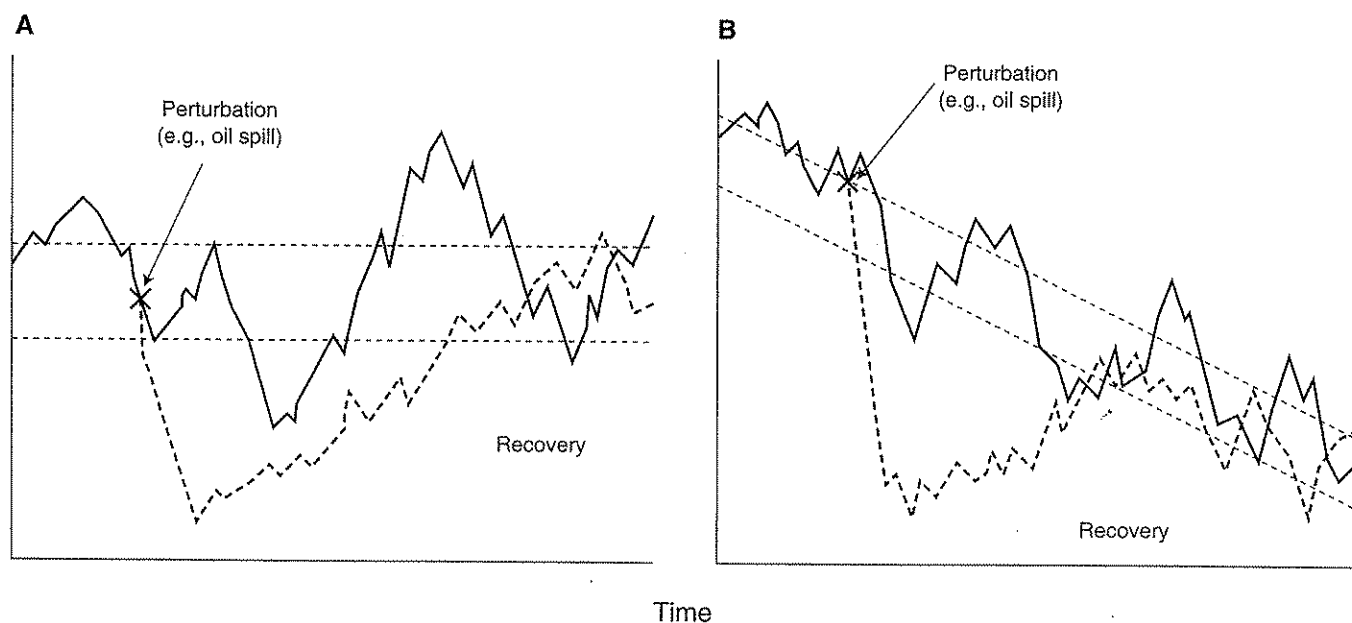 A
Perturbation
(e.g., oil spill)
Recovery
B
Perturbation
(e.g., oil spill)
Recovery
Time